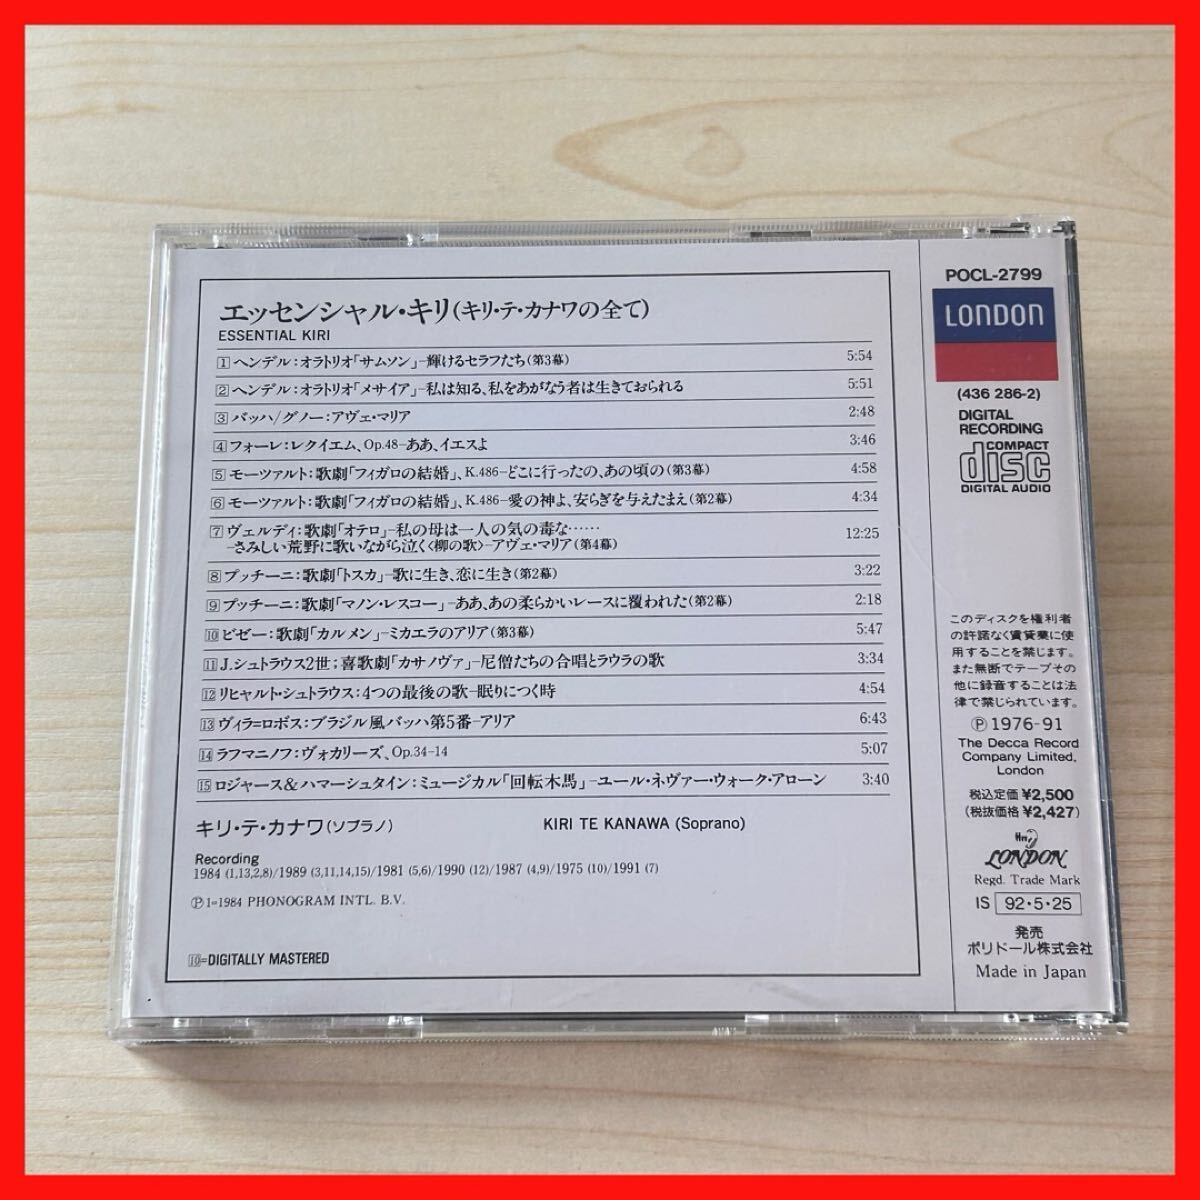 エッセンシャル・キリ(キリ・テ・カナワの全て)
ESSENTIAL KIRI
1 ヘンデル:オラトリオ「サムソン」–輝けるセラフたち(第3幕) 5:54
2 ヘンデル:オラトリオ「メサイア」–私は知る、私をあがなう者は生きておられる 5:51
3 バッハ/グノー:アヴェ・マリア 2:48
4 フォーレ:レクイエム、Op.48–ああ、イエスよ 3:46
5 モーツァルト:歌劇「フィガロの結婚」、K.486–どこに行ったの、あの頃の(第3幕) 4:58
6 モーツァルト:歌劇「フィガロの結婚」、K.486–愛の神よ、安らぎを与えたまえ(第2幕) 4:34
7 ヴェルディ:歌劇「オテロ」–私の母は一人の気の毒な……
–さみしい荒野に歌いながら泣く〈柳の歌〉–アヴェ・マリア(第4幕) 12:25
8 プッチーニ:歌劇「トスカ」–歌に生き、恋に生き(第2幕) 3:22
9 プッチーニ:歌劇「マノン・レスコー」–ああ、あの柔らかいレースに覆われた(第2幕) 2:18
10 ビゼー:歌劇「カルメン」–ミカエラのアリア(第3幕) 5:47
11 J.シュトラウス2世;喜歌劇「カサノヴァ」–尼僧たちの合唱とラウラの歌 3:34
12 リヒャルト・シュトラウス:4つの最後の歌–眠りにつく時 4:54
13 ヴィラ=ロボス:ブラジル風バッハ第5番–アリア 6:43
14 ラフマニノフ:ヴォカリーズ、Op.34–14 5:07
15 ロジャース&ハマーシュタイン:ミュージカル「回転木馬」–ユール・ネヴァー・ウォーク・アローン 3:40
キリ・テ・カナワ(ソプラノ) KIRI TE KANAWA (Soprano)
Recording
1984 (1,13,2,8)/1989 (3,11,14,15)/1981 (5,6)/1990 (12)/1987 (4,9)/1975 (10)/1991 (7)
Ⓟ1=1984 PHONOGRAM INTL. B.V.
10=DIGITALLY MASTERED
POCL-2799
LONDON
(436 286-2)
DIGITAL
RECORDING
COMPACT
disc
DIGITAL AUDIO
このディスクを権利者
の許諾なく賃貸業に使
用することを禁じます。
また無断でテープその
他に録音することは法
律で禁じられています。
Ⓟ1976-91
The Decca Record
Company Limited,
London
税込定価 ¥2,500
(税抜価格 ¥2,427)
LONDON
Regd. Trade Mark
IS 92・5・25
発売
ポリドール株式会社
Made in Japan